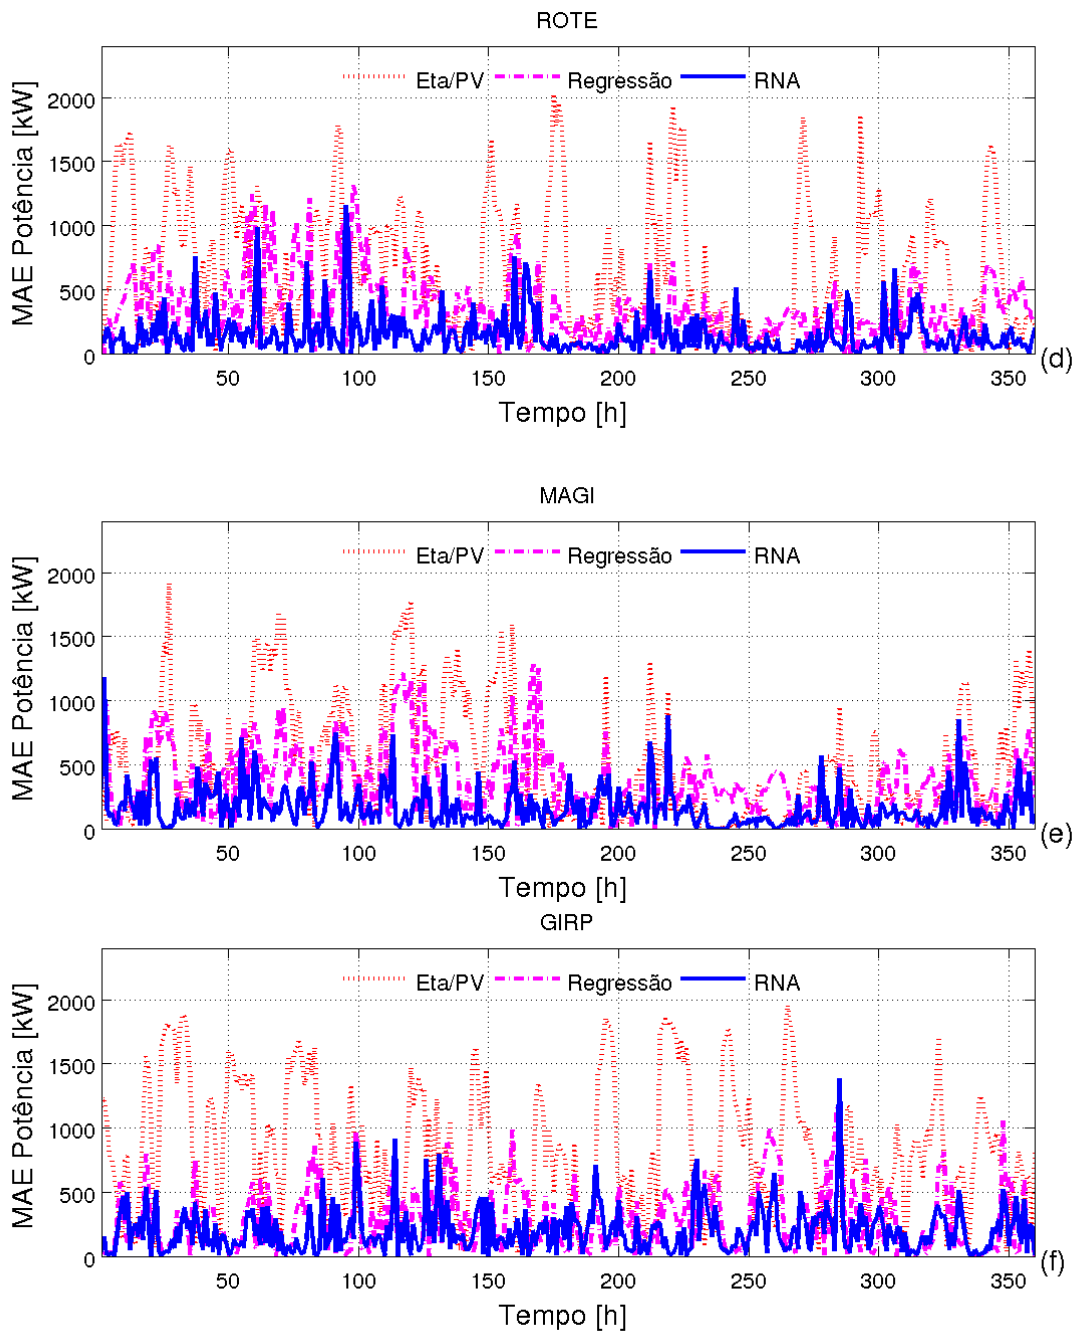 ROTE
Eta/PV Regressão RNA
MAE Potência [kW]
2000
1500
1000
500
0
50 100 150 200 250 300 350
(d)
Tempo [h]
MAGI
Eta/PV Regressão RNA
MAE Potência [kW]
2000
1500
1000
500
0
50 100 150 200 250 300 350
(e)
Tempo [h]
GIRP
Eta/PV Regressão RNA
MAE Potência [kW]
2000
1500
1000
500
0
50 100 150 200 250 300 350
(f)
Tempo [h]